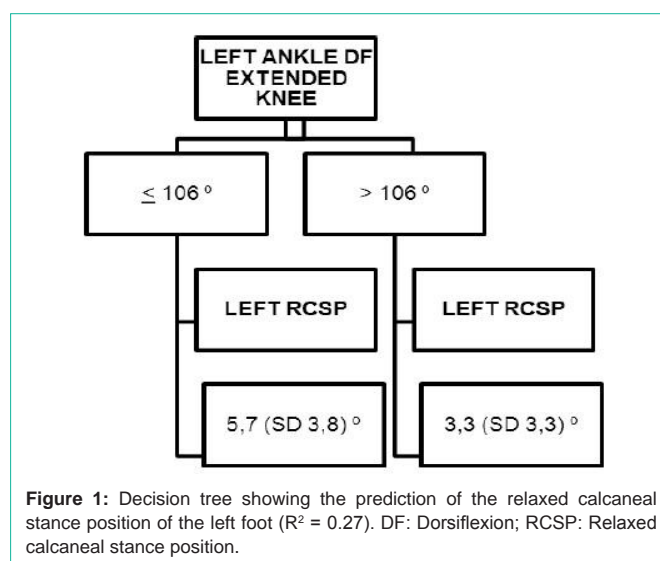 LEFT ANKLE DF
EXTENDED
KNEE
≤ 106 º
> 106 º
LEFT RCSP
LEFT RCSP
5,7 (SD 3,8) º
3,3 (SD 3,3) º
Figure 1: Decision tree showing the prediction of the relaxed calcaneal
stance position of the left foot (R² = 0.27). DF: Dorsiflexion; RCSP: Relaxed
calcaneal stance position.